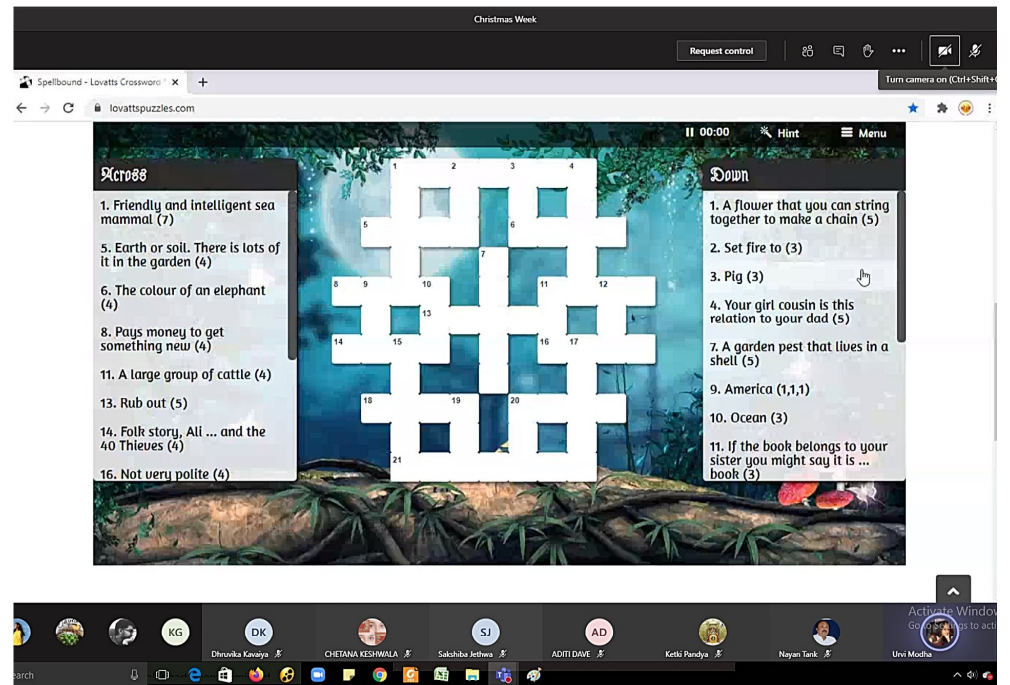 Christmas Week
Request control
Spellbound - Lovatts Crossword
Turn camera on (Ctrl+Shift+
lovattspuzzles.com
00:00 Hint Menu
Across
1. Friendly and intelligent sea
mammal (7)
5. Earth or soil. There is lots of
it in the garden (4)
6. The colour of an elephant
(4)
8. Pays money to get
something new (4)
11. A large group of cattle (4)
13. Rub out (5)
14. Folk story, Ali ... and the
40 Thieves (4)
16. Not very polite (4)
1 2 3 4
5 6
7
8 9 10 11 12
13
14 15 16 17
18 19 20
21
Down
1. A flower that you can string
together to make a chain (5)
2. Set fire to (3)
3. Pig (3)
4. Your girl cousin is this
relation to your dad (5)
7. A garden pest that lives in a
shell (5)
9. America (1,1,1)
10. Ocean (3)
11. If the book belongs to your
sister you might say it is ...
book (3)
Activate Window
Go to Settings to acti
KG DK SJ AD
Dhruvika Kavaiya CHETANA KESHWALA Sakshiba Jethwa ADITI DAVE Ketki Pandya Nayan Tank Urvi Modha
earch